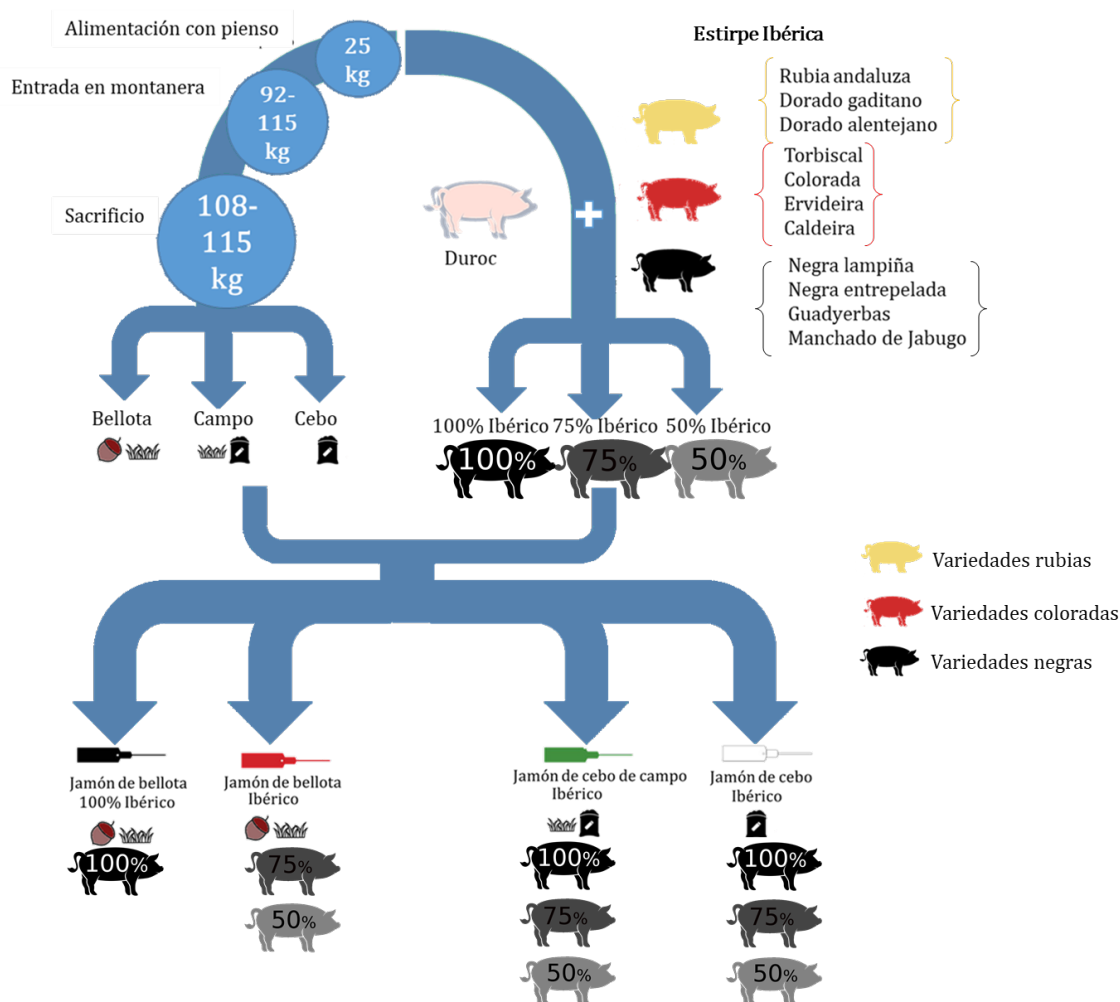 Alimentación con pienso
25
kg
Entrada en montanera
92-
115
kg
Sacrificio
108-
115
kg
Estirpe Ibérica
Rubia andaluza
Dorado gaditano
Dorado alentejano
Torbiscal
Colorada
Ervideira
Caldeira
Negra lampiña
Negra entrepelada
Guadyerbas
Manchado de Jabugo
+
Duroc
Bellota
Campo
Cebo
100% Ibérico
75% Ibérico
50% Ibérico
100%
75%
50%
Variedades rubias
Variedades coloradas
Variedades negras
Jamón de bellota
100% Ibérico
100%
Jamón de bellota
Ibérico
75%
50%
Jamón de cebo de campo
Ibérico
100%
75%
50%
Jamón de cebo
Ibérico
100%
75%
50%